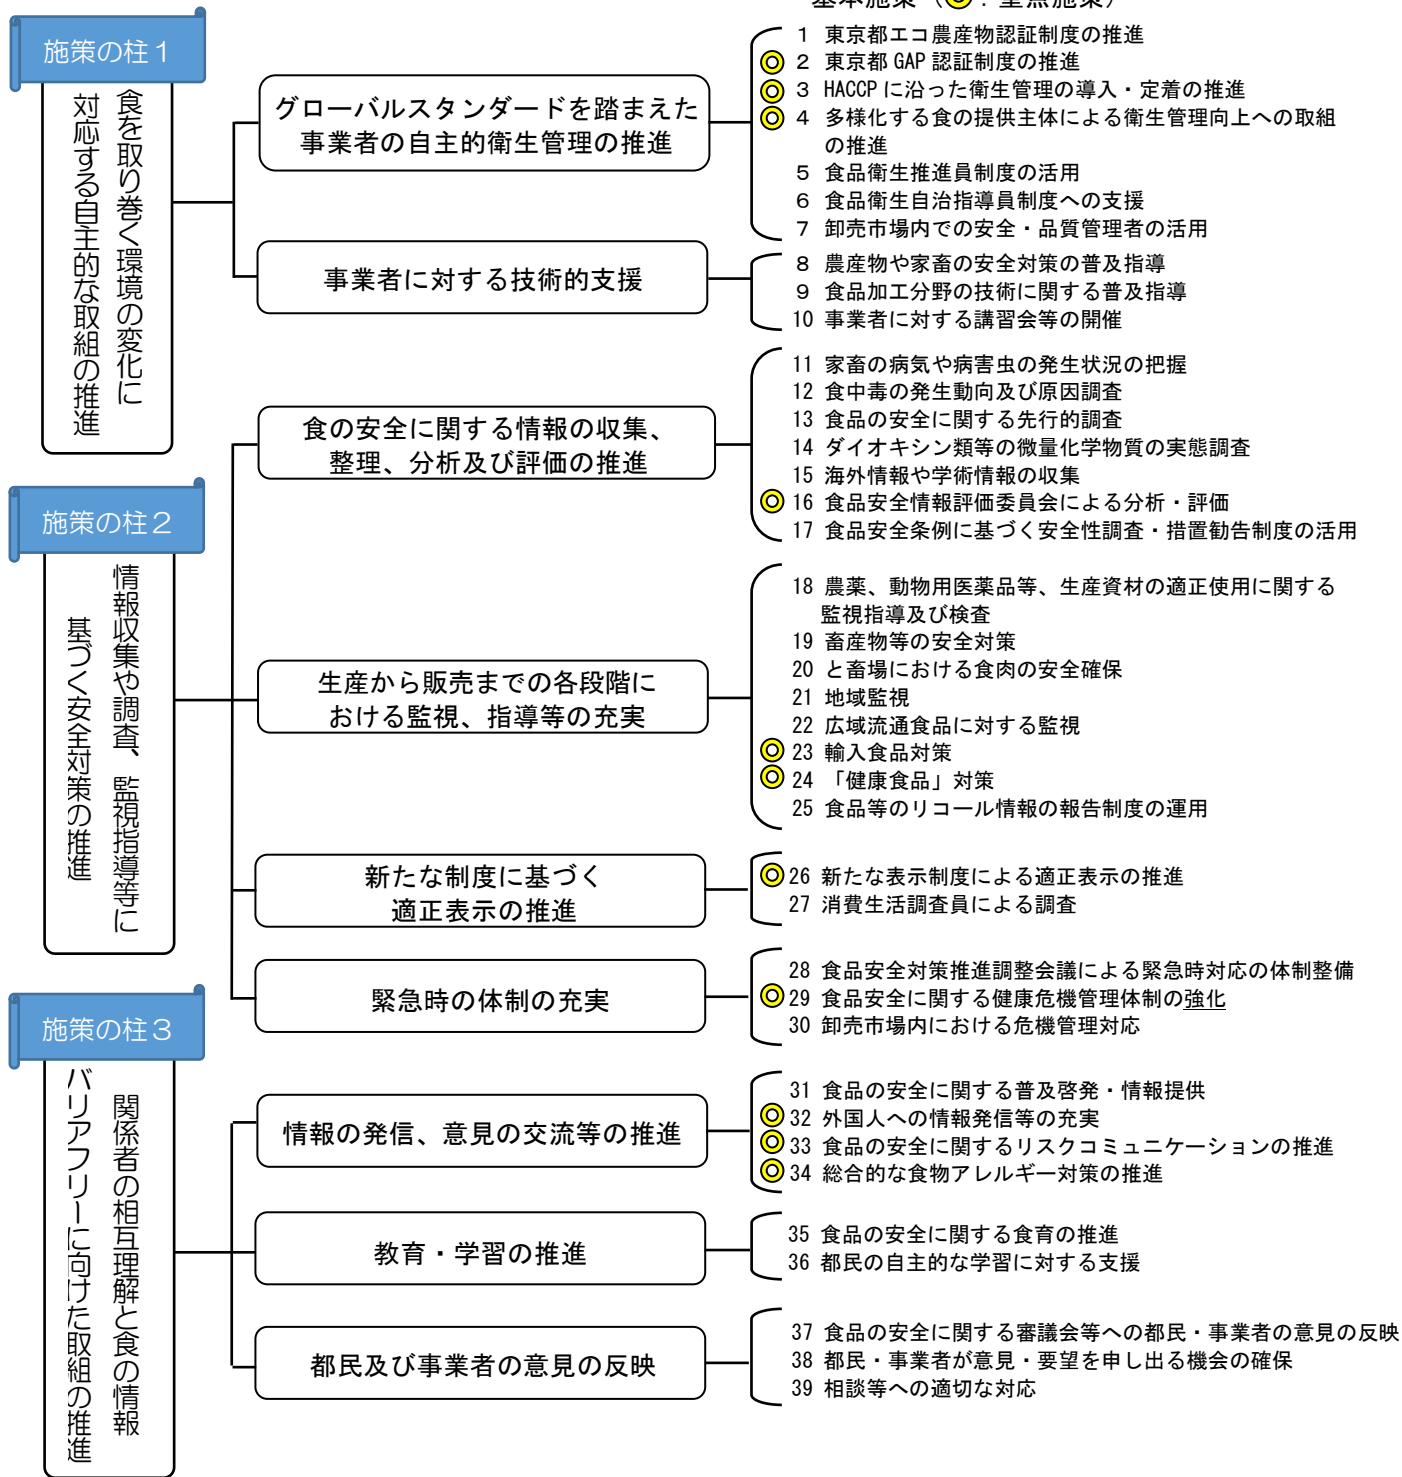 基本施策（◎：重点施策）
施策の柱１
食を取り巻く環境の変化に
対応する自主的な取組の推進
グローバルスタンダードを踏まえた
事業者の自主的衛生管理の推進
1 東京都エコ農産物認証制度の推進
◎ 2 東京都 GAP 認証制度の推進
◎ 3 HACCP に沿った衛生管理の導入・定着の推進
◎ 4 多様化する食の提供主体による衛生管理向上への取組
の推進
5 食品衛生推進員制度の活用
6 食品衛生自治指導員制度への支援
7 卸売市場内での安全・品質管理者の活用
事業者に対する技術的支援
8 農産物や家畜の安全対策の普及指導
9 食品加工分野の技術に関する普及指導
10 事業者に対する講習会等の開催
施策の柱２
情報収集や調査、監視指導等に
基づく安全対策の推進
食の安全に関する情報の収集、
整理、分析及び評価の推進
11 家畜の病気や病害虫の発生状況の把握
12 食中毒の発生動向及び原因調査
13 食品の安全に関する先行的調査
14 ダイオキシン類等の微量化学物質の実態調査
15 海外情報や学術情報の収集
◎ 16 食品安全情報評価委員会による分析・評価
17 食品安全条例に基づく安全性調査・措置勧告制度の活用
生産から販売までの各段階に
おける監視、指導等の充実
18 農薬、動物用医薬品等、生産資材の適正使用に関する
監視指導及び検査
19 畜産物等の安全対策
20 と畜場における食肉の安全確保
21 地域監視
22 広域流通食品に対する監視
◎ 23 輸入食品対策
◎ 24 「健康食品」対策
25 食品等のリコール情報の報告制度の運用
新たな制度に基づく
適正表示の推進
◎ 26 新たな表示制度による適正表示の推進
27 消費生活調査員による調査
緊急時の体制の充実
28 食品安全対策推進調整会議による緊急時対応の体制整備
◎ 29 食品安全に関する健康危機管理体制の強化
30 卸売市場内における危機管理対応
施策の柱３
関係者の相互理解と食の情報
バリアフリーに向けた取組の推進
情報の発信、意見の交流等の推進
31 食品の安全に関する普及啓発・情報提供
◎ 32 外国人への情報発信等の充実
◎ 33 食品の安全に関するリスクコミュニケーションの推進
◎ 34 総合的な食物アレルギー対策の推進
教育・学習の推進
35 食品の安全に関する食育の推進
36 都民の自主的な学習に対する支援
都民及び事業者の意見の反映
37 食品の安全に関する審議会等への都民・事業者の意見の反映
38 都民・事業者が意見・要望を申し出る機会の確保
39 相談等への適切な対応